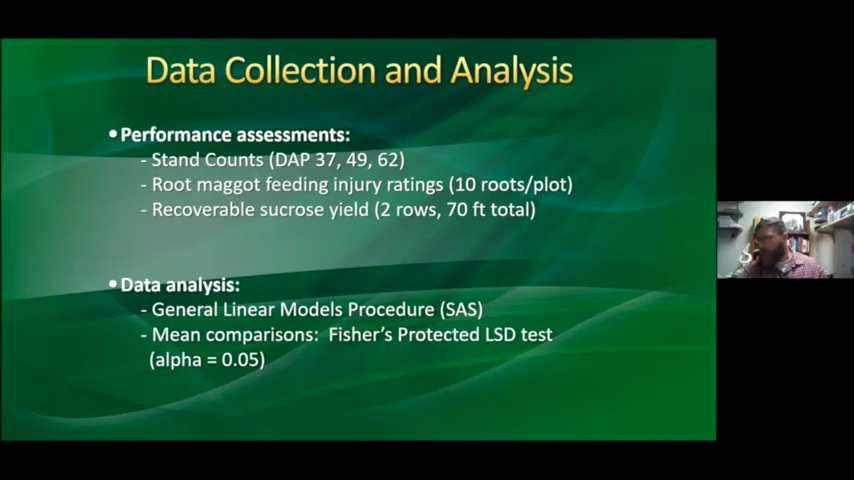 Data Collection and Analysis
•Performance assessments:
- Stand Counts (DAP 37, 49, 62)
- Root maggot feeding injury ratings (10 roots/plot)
- Recoverable sucrose yield (2 rows, 70 ft total)
•Data analysis:
- General Linear Models Procedure (SAS)
- Mean comparisons: Fisher's Protected LSD test
(alpha = 0.05)